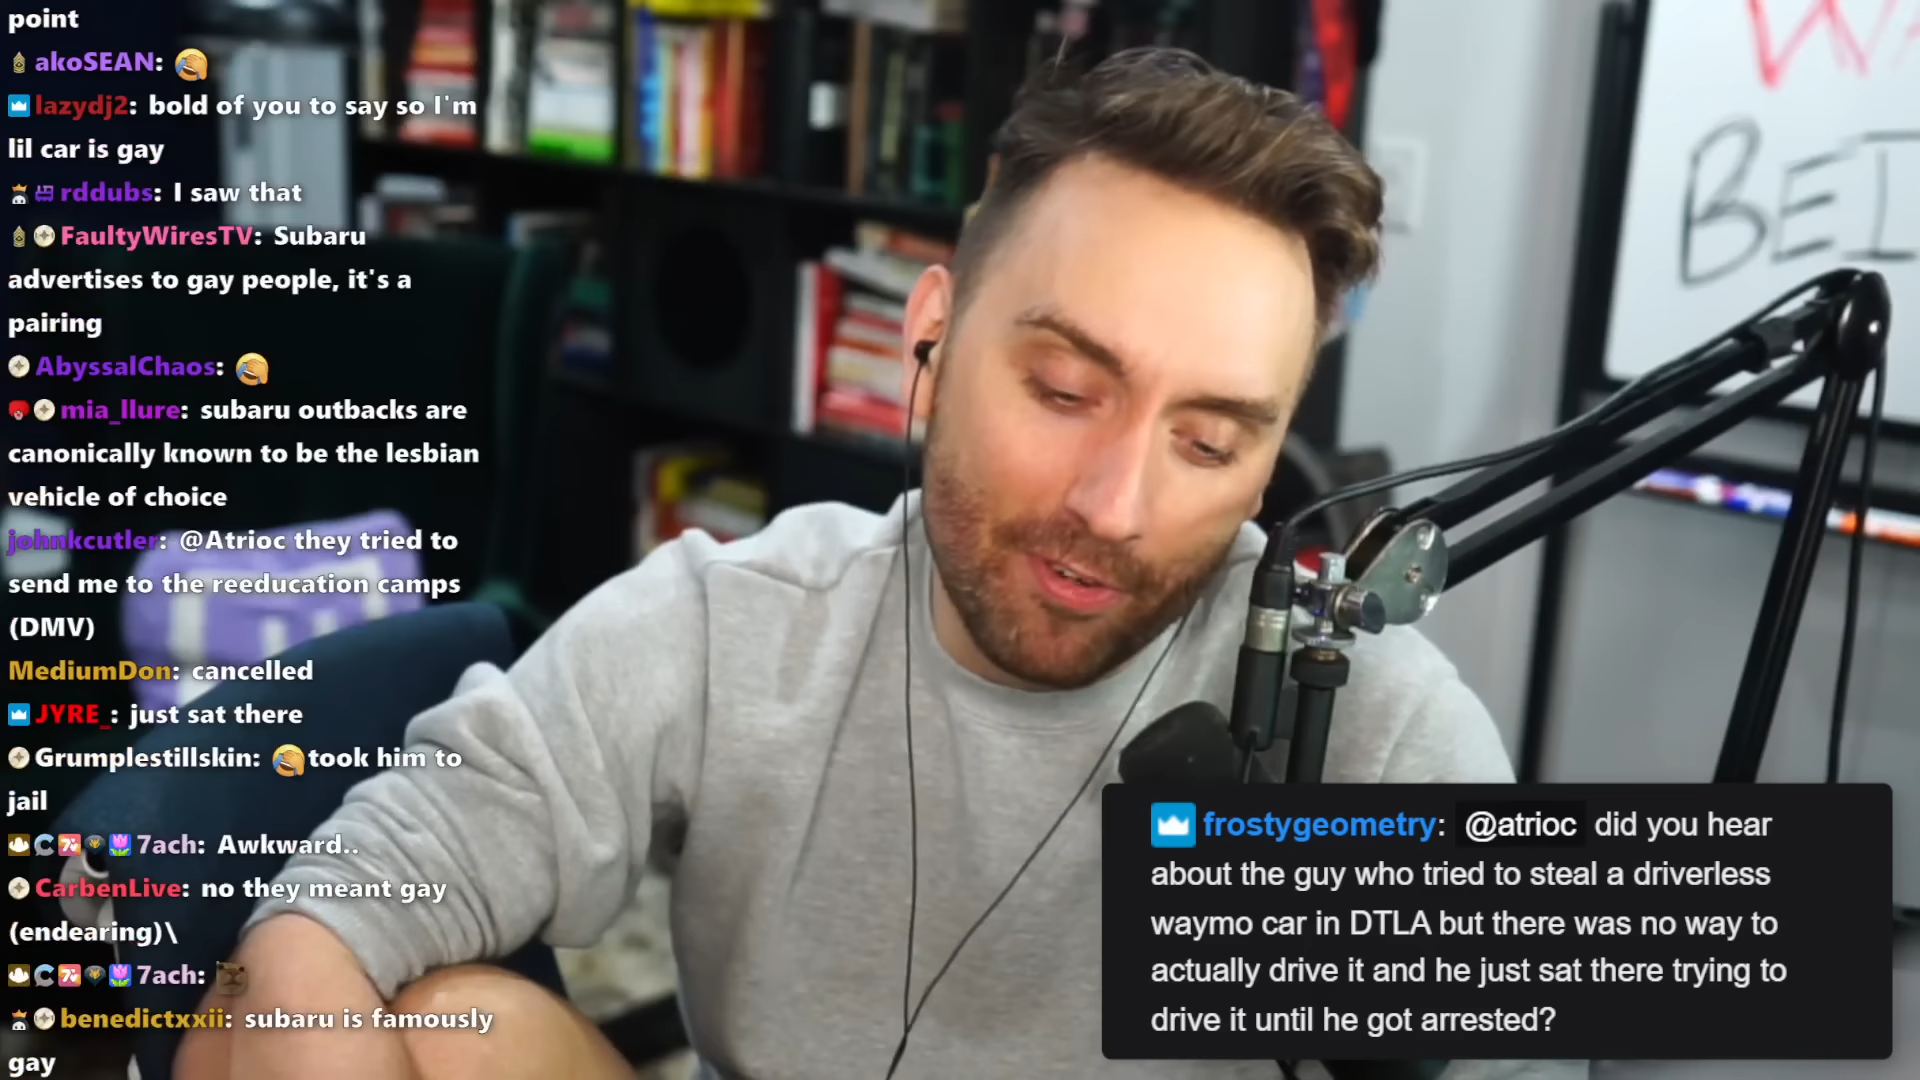 point
akoSEAN:
lazydj2: bold of you to say so I'm
lil car is gay
rddubs: I saw that
FaultyWiresTV: Subaru
advertises to gay people, it's a
pairing
AbyssalChaos:
mia_llure: subaru outbacks are
canonically known to be the lesbian
vehicle of choice
johnkcutler: @Atrioc they tried to
send me to the reeducation camps
(DMV)
MediumDon: cancelled
JYRE_: just sat there
Grumplestillskin: took him to
jail
7ach: Awkward..
CarbenLive: no they meant gay
(endearing)\
7ach:
benedictxxii: subaru is famously
gay
BEI
frostygeometry: @atrioc did you hear
about the guy who tried to steal a driverless
waymo car in DTLA but there was no way to
actually drive it and he just sat there trying to
drive it until he got arrested?